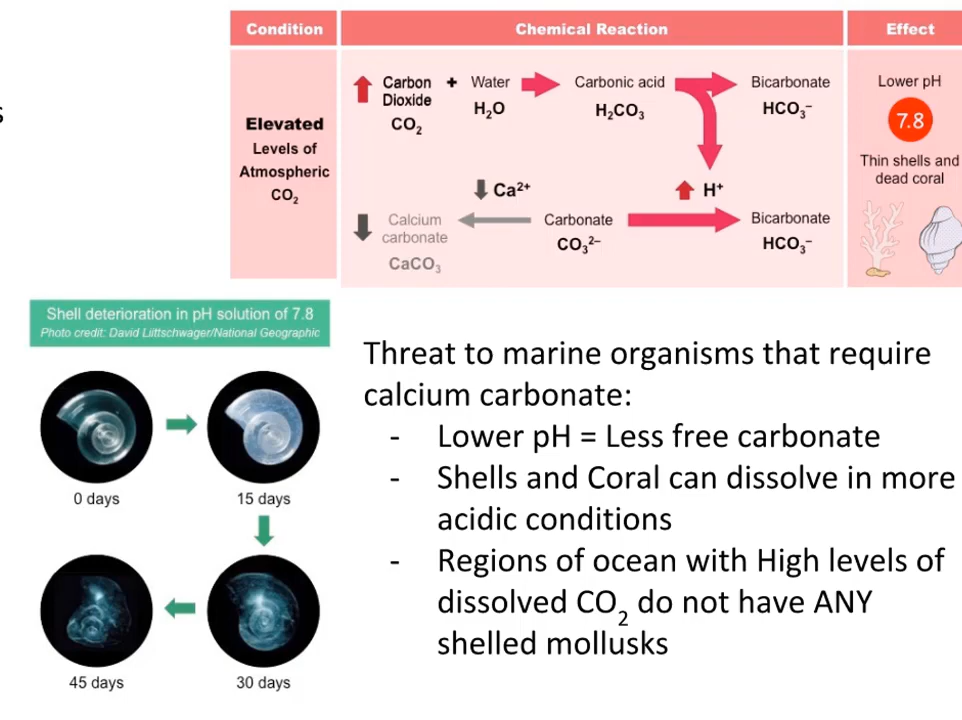 s
Condition
Chemical Reaction
Effect
Elevated
Levels of
Atmospheric
CO₂
Carbon + Water
Dioxide
CO₂
H₂O
Carbonic acid
H₂CO₃
Bicarbonate
HCO₃⁻
Ca²⁺
H⁺
Calcium
carbonate
CaCO₃
Carbonate
CO₃²⁻
Bicarbonate
HCO₃⁻
Lower pH
7.8
Thin shells and
dead coral
Shell deterioration in pH solution of 7.8
Photo credit: David Liittschwager/National Geographic
0 days
15 days
45 days
30 days
Threat to marine organisms that require
calcium carbonate:
- Lower pH = Less free carbonate
- Shells and Coral can dissolve in more
acidic conditions
- Regions of ocean with High levels of
dissolved CO₂ do not have ANY
shelled mollusks